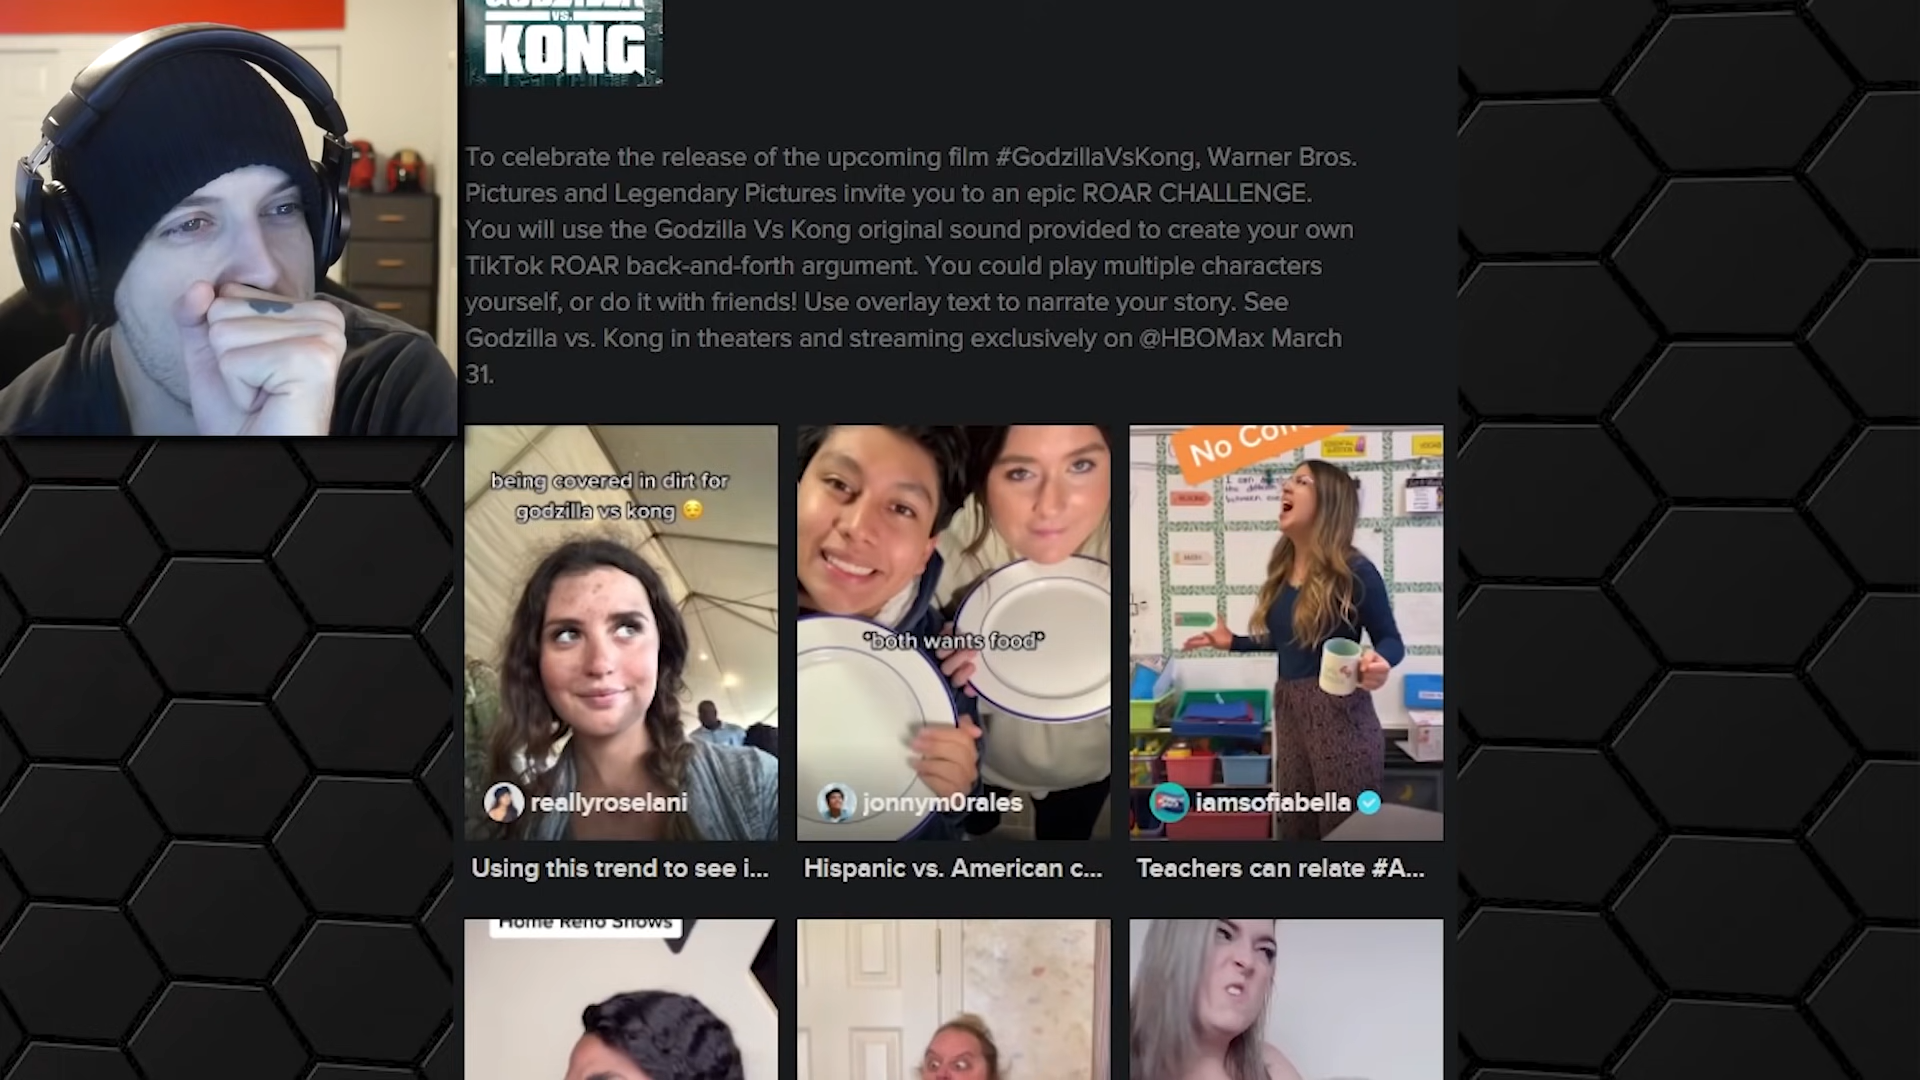 GODZILLA
VS.
KONG
To celebrate the release of the upcoming film #GodzillaVsKong, Warner Bros.
Pictures and Legendary Pictures invite you to an epic ROAR CHALLENGE.
You will use the Godzilla Vs Kong original sound provided to create your own
TikTok ROAR back-and-forth argument. You could play multiple characters
yourself, or do it with friends! Use overlay text to narrate your story. See
Godzilla vs. Kong in theaters and streaming exclusively on @HBOMax March
31.
being covered in dirt for
godzilla vs kong
reallyroselani
Using this trend to see i...
*both wants food*
jonnym0rales
Hispanic vs. American c...
No
iamsofiabella
Teachers can relate #A...
Home Reno Shows